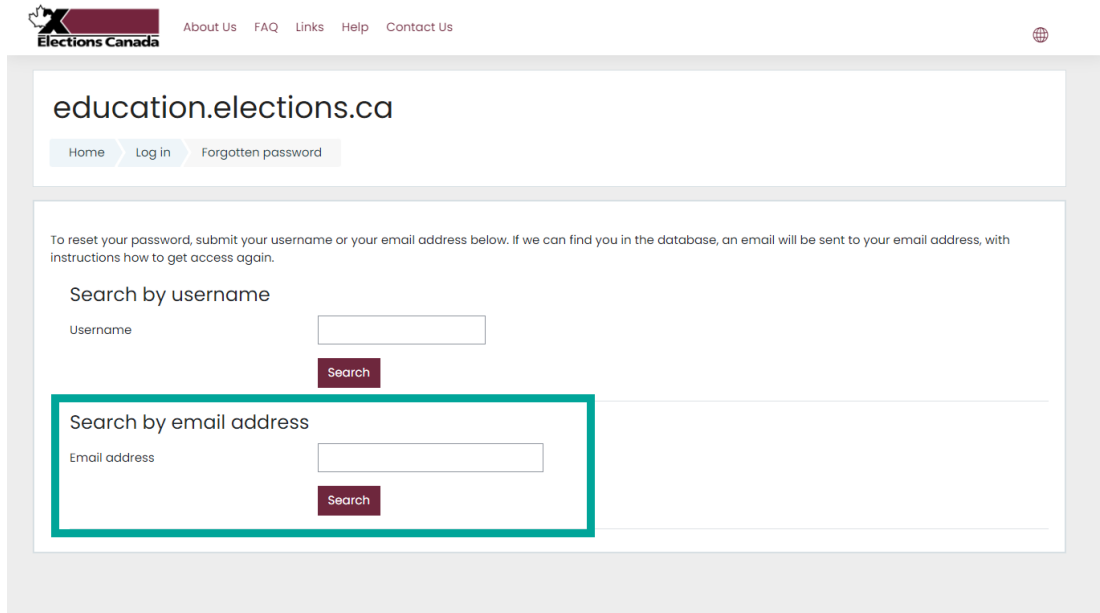 Elections Canada
About Us FAQ Links Help Contact Us
education.elections.ca
Home Log in Forgotten password
To reset your password, submit your username or your email address below. If we can find you in the database, an email will be sent to your email address, with
instructions how to get access again.
Search by username
Username
Search
Search by email address
Email address
Search